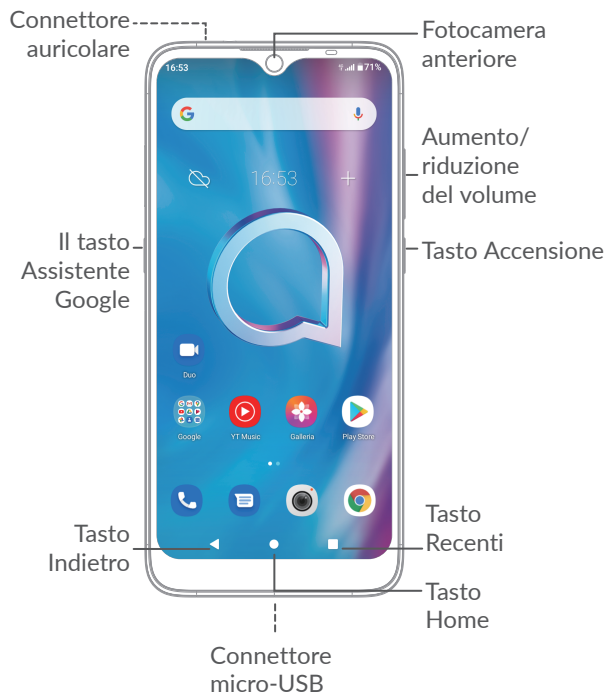 Connettore
auricolare
Fotocamera
anteriore
16:53
71%
G
16:53
Aumento/
riduzione
del volume
Il tasto
Assistente
Google
Tasto Accensione
Duo
Google
YT Music
Galleria
Play Store
Tasto
Indietro
Tasto
Recenti
Tasto
Home
Connettore
micro-USB